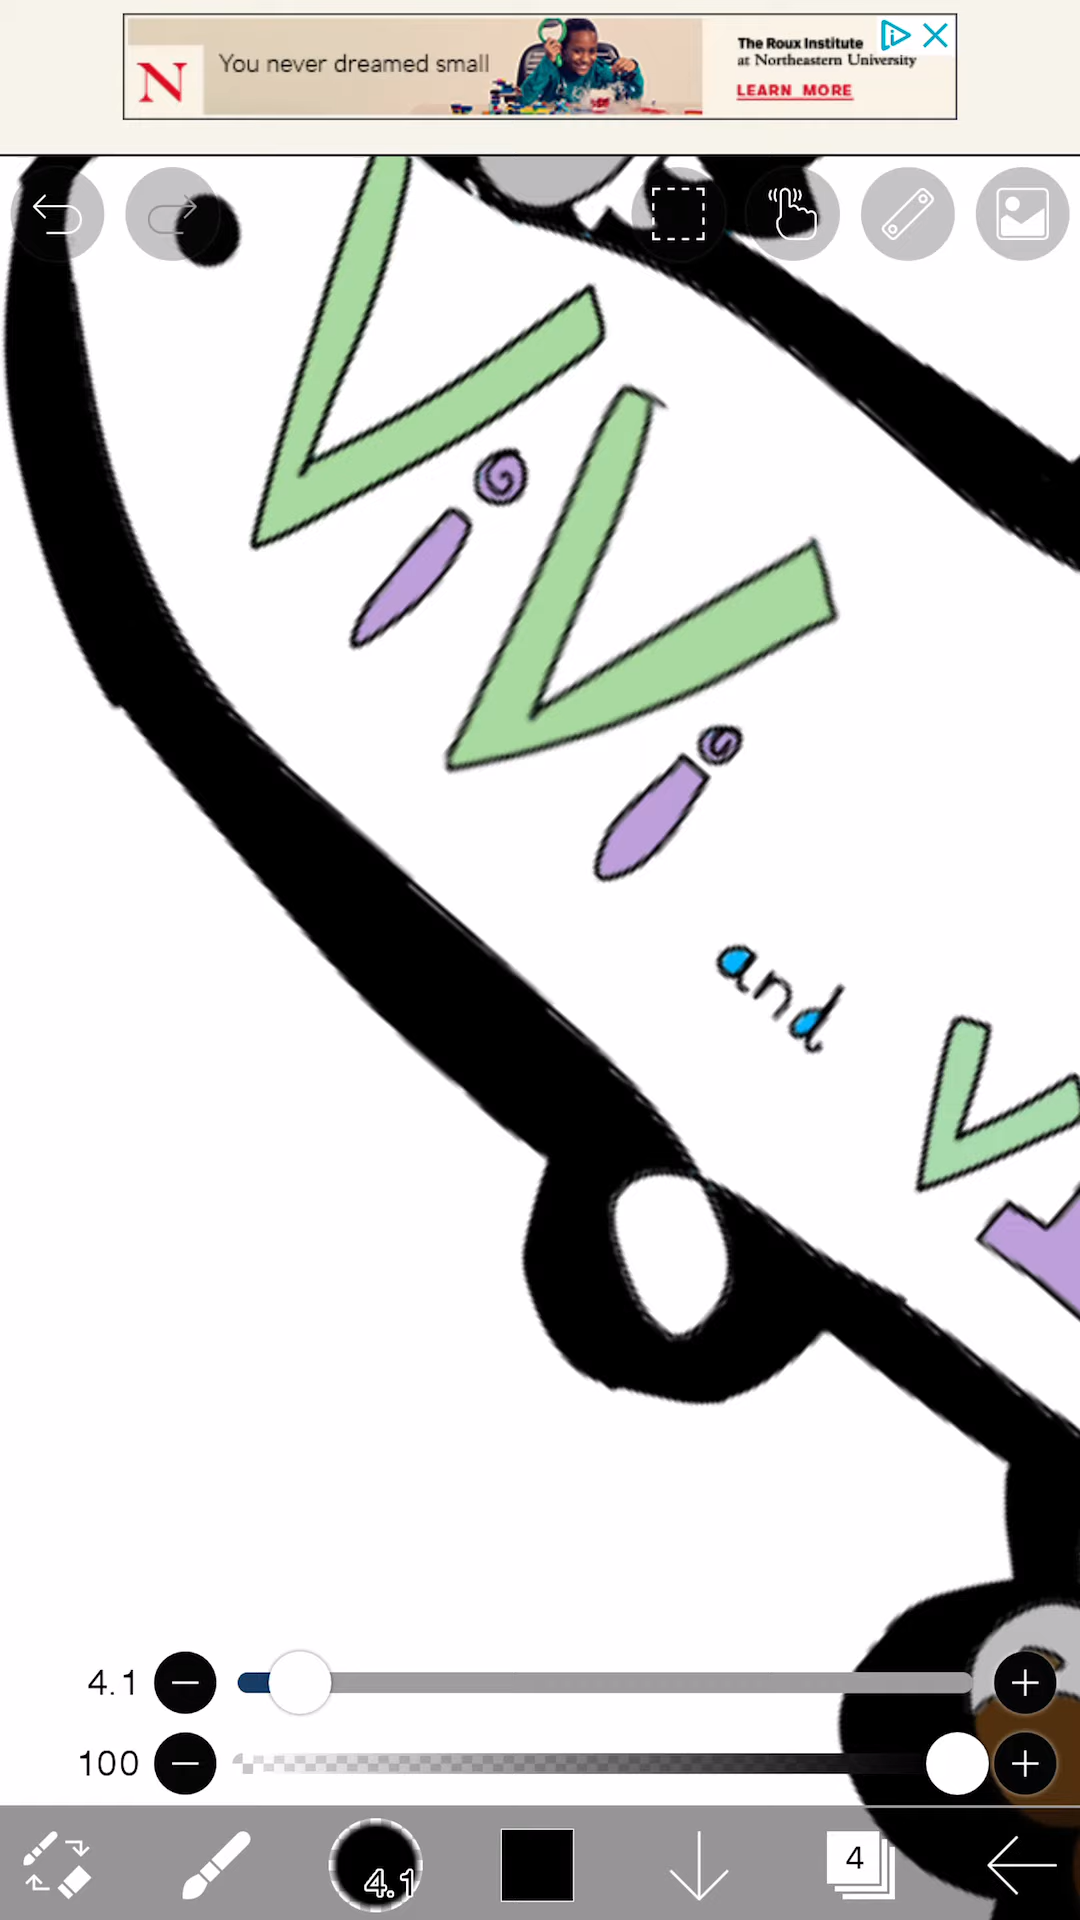 N
You never dreamed small
The Roux Institute
at Northeastern University
LEARN MORE
ViVi
and
V
4.1
100
4.1
4